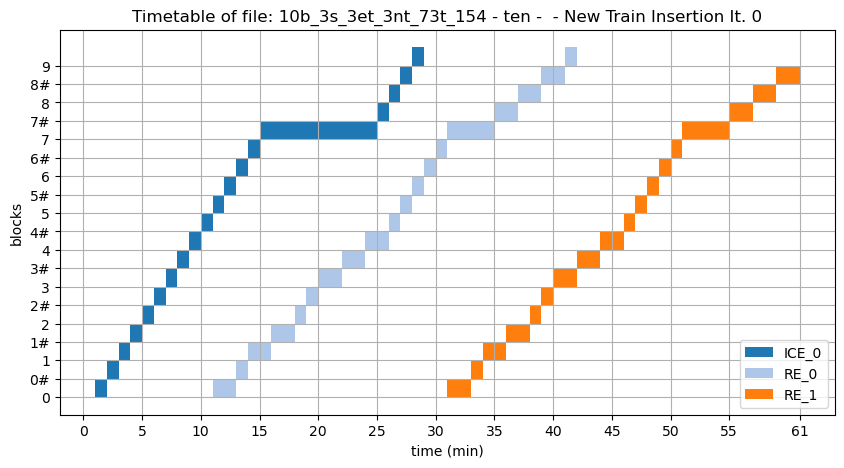 Timetable of file: 10b_3s_3et_3nt_73t_154 - ten -  - New Train Insertion It. 0
9
8#
8
7#
7
6#
6
5#
5
4#
4
3#
3
2#
2
1#
1
0#
0
blocks
ICE_0
RE_0
RE_1
0 5 10 15 20 25 30 35 40 45 50 55 61
time (min)